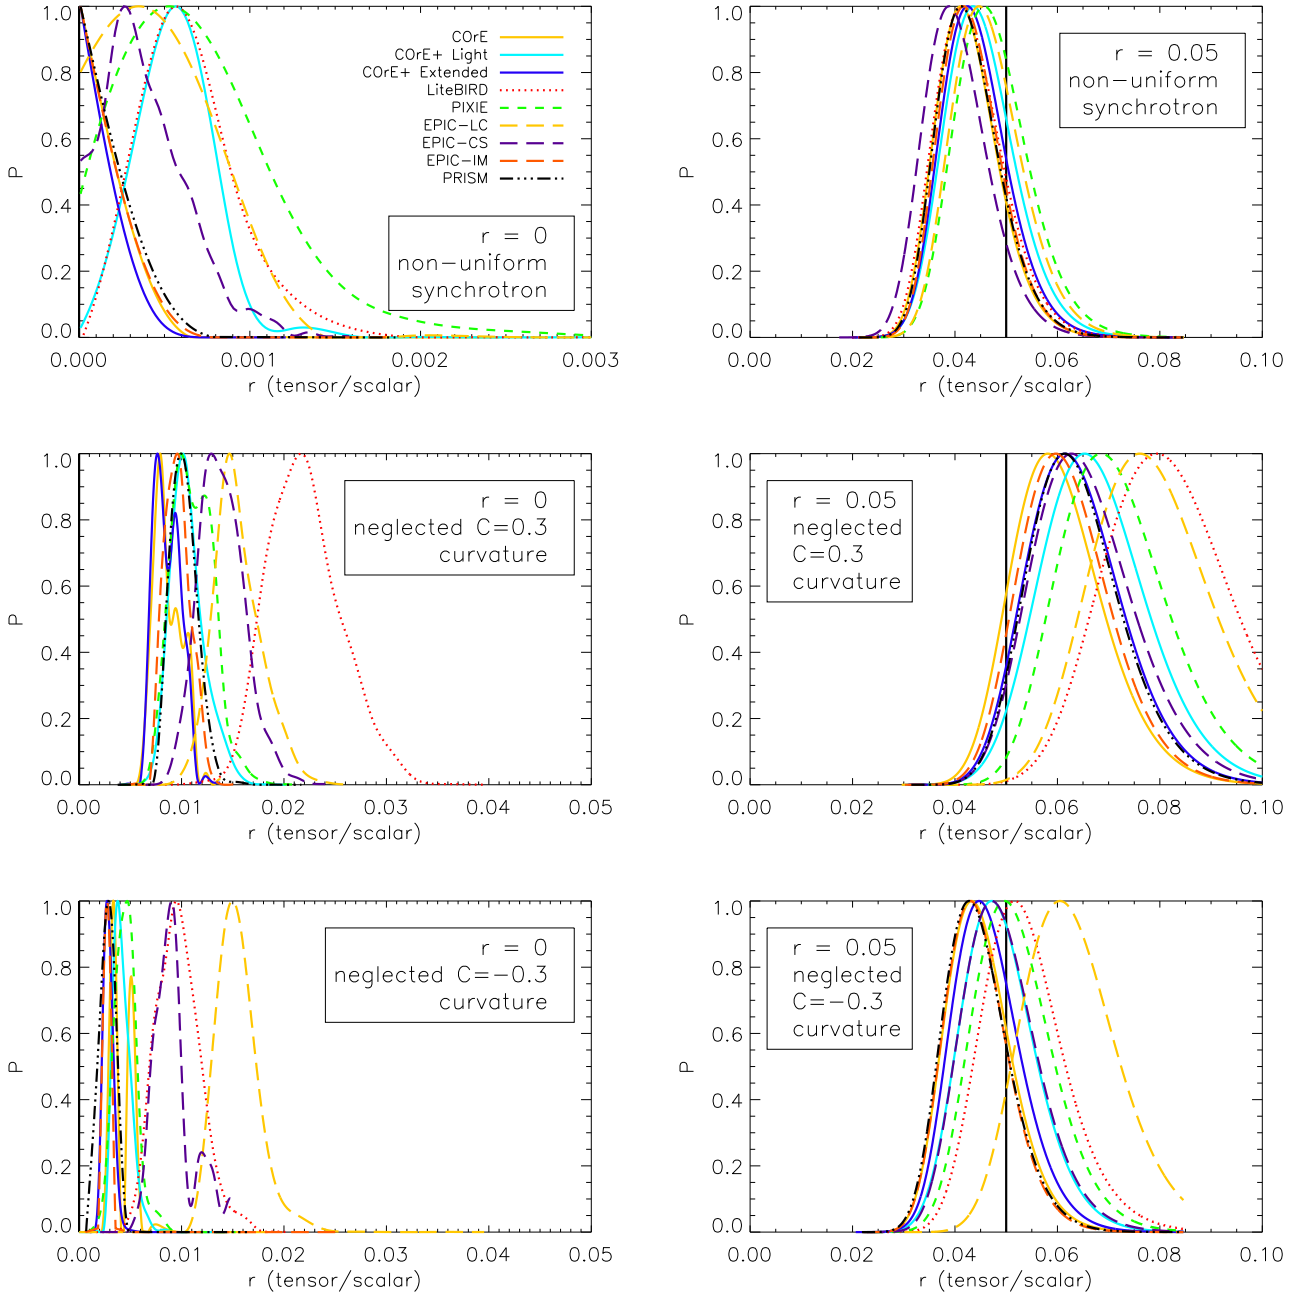 1.0
0.8
0.6
0.4
0.2
0.0
P
0.000
0.001
0.002
0.003
r (tensor/scalar)
COrE
COrE+ Light
COrE+ Extended
LiteBIRD
PIXIE
EPIC-LC
EPIC-CS
EPIC-IM
PRISM
r = 0
non-uniform
synchrotron
1.0
0.8
0.6
0.4
0.2
0.0
P
0.00
0.02
0.04
0.06
0.08
0.10
r (tensor/scalar)
r = 0.05
non-uniform
synchrotron
1.0
0.8
0.6
0.4
0.2
0.0
P
0.00
0.01
0.02
0.03
0.04
0.05
r (tensor/scalar)
r = 0
neglected C=0.3
curvature
1.0
0.8
0.6
0.4
0.2
0.0
P
0.00
0.02
0.04
0.06
0.08
0.10
r (tensor/scalar)
r = 0.05
neglected
C=0.3
curvature
1.0
0.8
0.6
0.4
0.2
0.0
P
0.00
0.01
0.02
0.03
0.04
0.05
r (tensor/scalar)
r = 0
neglected C=-0.3
curvature
1.0
0.8
0.6
0.4
0.2
0.0
P
0.00
0.02
0.04
0.06
0.08
0.10
r (tensor/scalar)
r = 0.05
neglected
C=-0.3
curvature